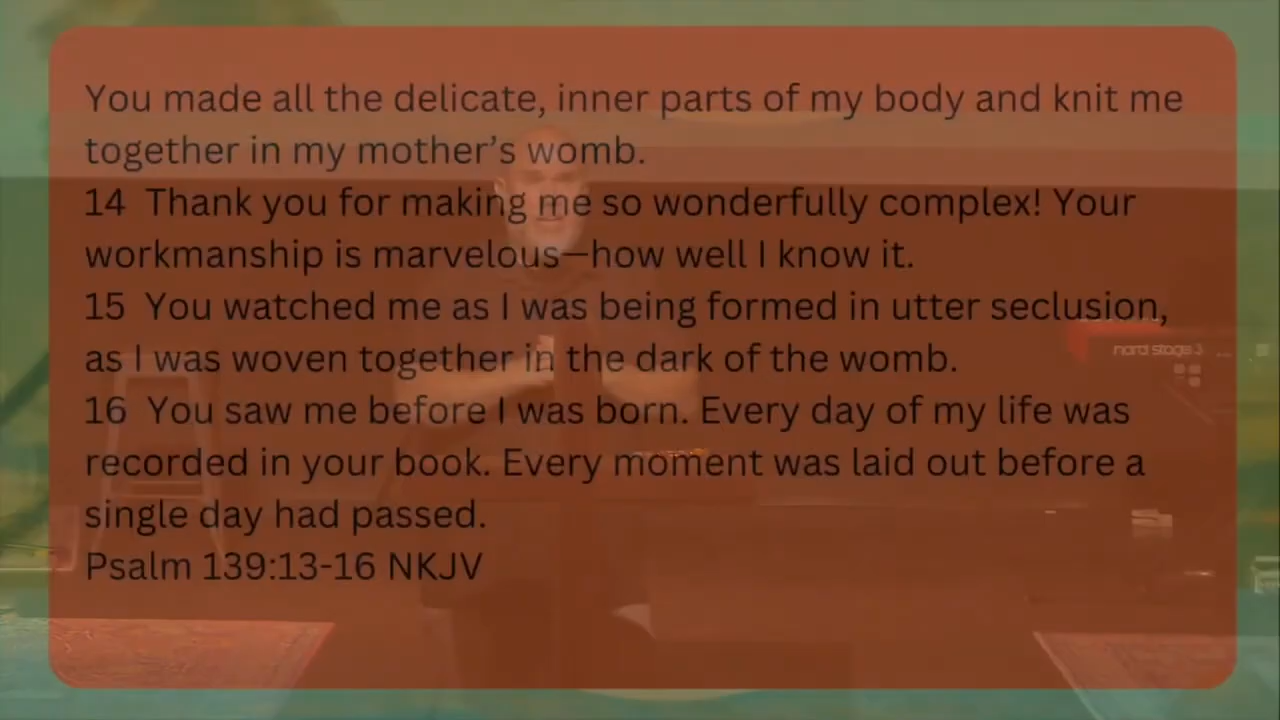 You made all the delicate, inner parts of my body and knit me
together in my mother’s womb.
14 Thank you for making me so wonderfully complex! Your
workmanship is marvelous—how well I know it.
15 You watched me as I was being formed in utter seclusion,
as I was woven together in the dark of the womb.
nord stage 3
16 You saw me before I was born. Every day of my life was
recorded in your book. Every moment was laid out before a
single day had passed.
Psalm 139:13-16 NKJV